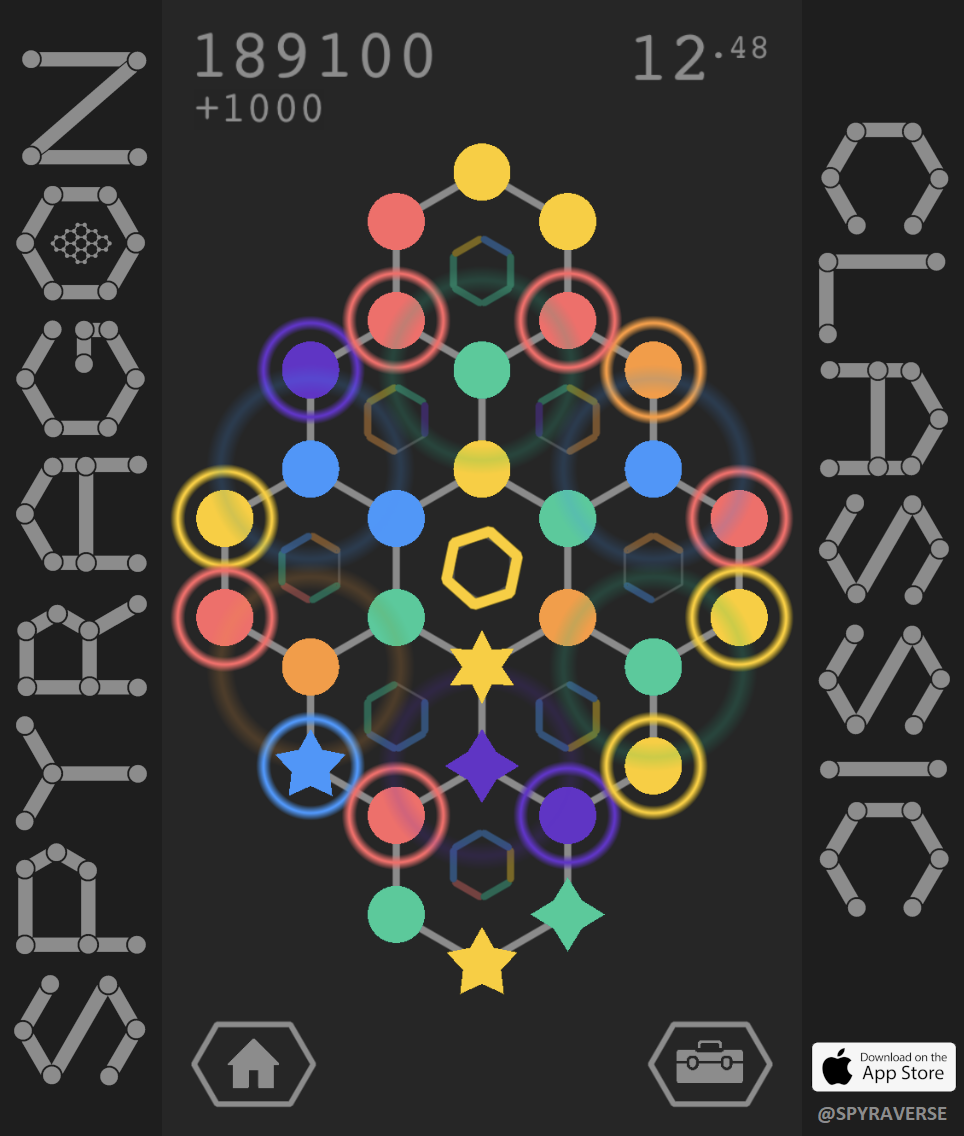 189100
12.48
+1000
SPYRAGON
CLASSIC
Download on the
App Store
@SPYRAVERSE